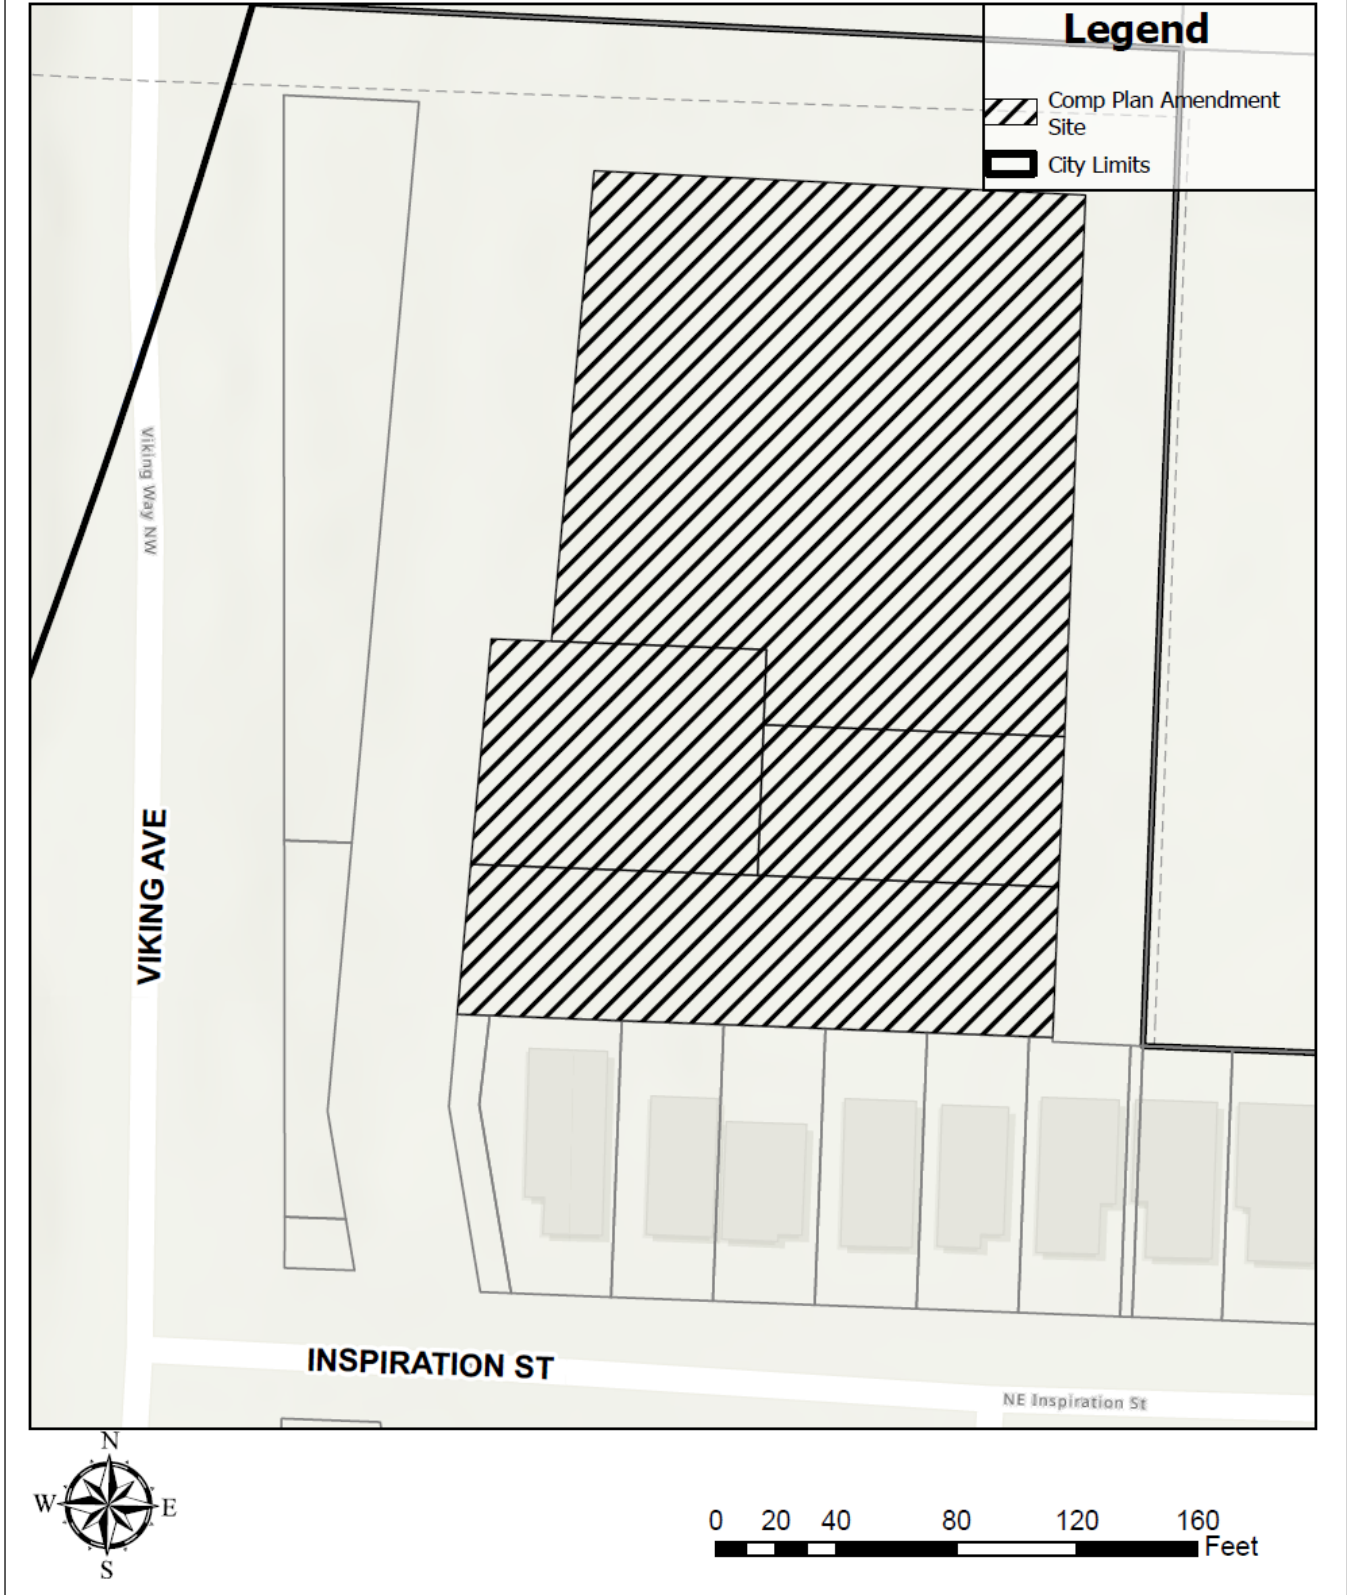 Legend
Comp Plan Amendment
Site
City Limits
Viking Way NW
VIKING AVE
INSPIRATION ST
NE Inspiration St
N
W E
S
0 20 40 80 120 160
Feet